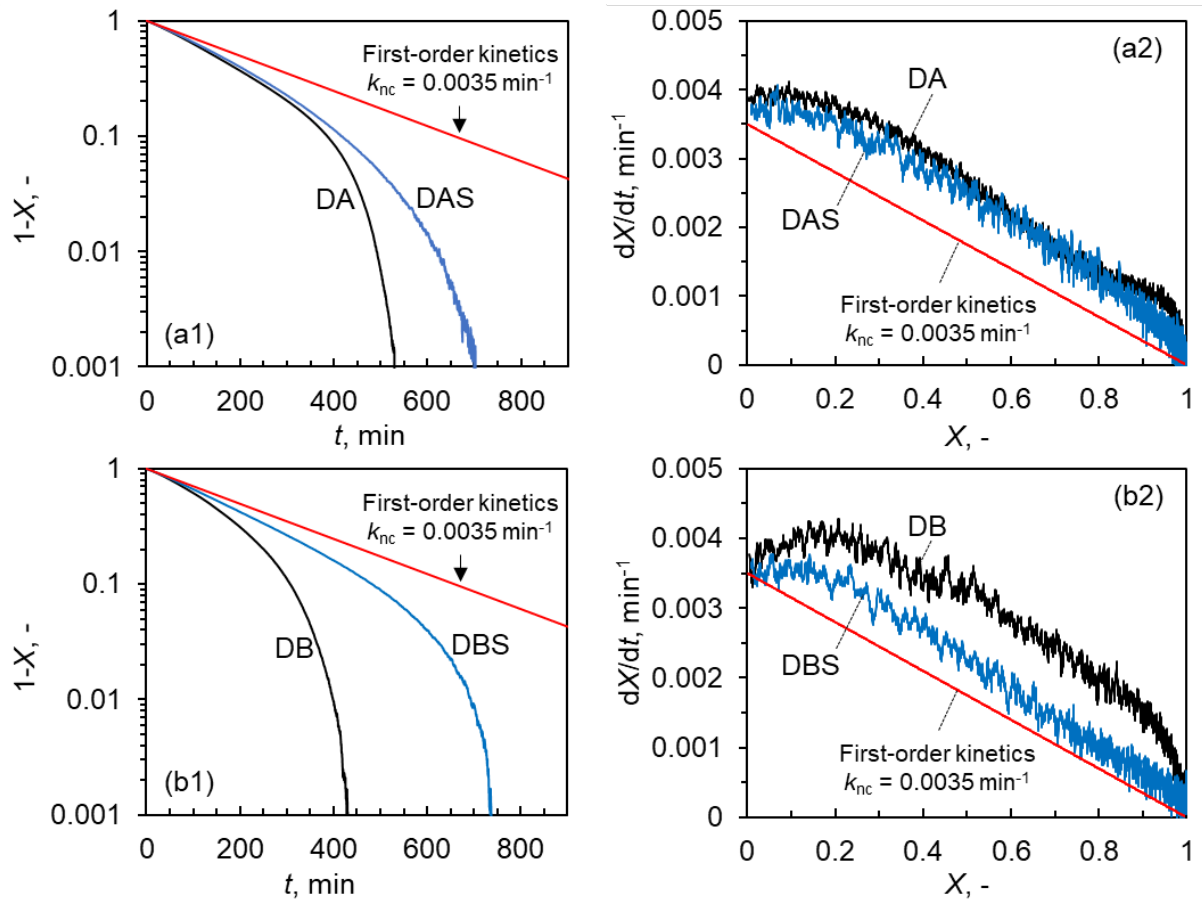 1
0.1
0.01
0.001
1-X, -
First-order kinetics
k_nc = 0.0035 min⁻¹
DA
DAS
(a1)
0
200
400
600
800
t, min
0.005
0.004
0.003
0.002
0.001
0
dX/dt, min⁻¹
(a2)
DA
DAS
First-order kinetics
k_nc = 0.0035 min⁻¹
0
0.2
0.4
0.6
0.8
1
X, -
1
0.1
0.01
0.001
1-X, -
First-order kinetics
k_nc = 0.0035 min⁻¹
DB
DBS
(b1)
0
200
400
600
800
t, min
0.005
0.004
0.003
0.002
0.001
0
dX/dt, min⁻¹
(b2)
DB
DBS
First-order kinetics
k_nc = 0.0035 min⁻¹
0
0.2
0.4
0.6
0.8
1
X, -